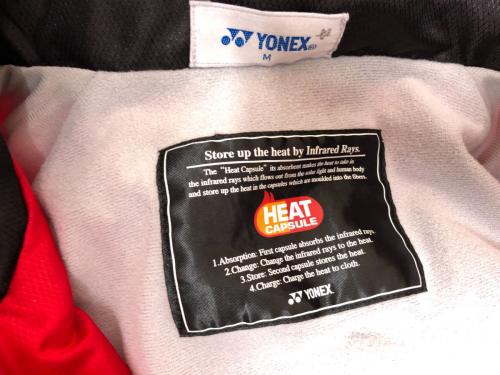 YONEX®
M
Store up the heat by Infrared Rays.
The "Heat Capsule" its absorbent makes the heat to take in
the infrared rays which flows out from the solar light and human body
and store up the heat in the capsules which are moulded into the fibers.
HEAT
CAPSULE
1.Absorption: First capsule absorbs the infrared rays.
2.Change: Change the infrared rays to the heat.
3.Store: Second capsule stores the heat.
4.Charge: Charge the heat to cloth.
YONEX